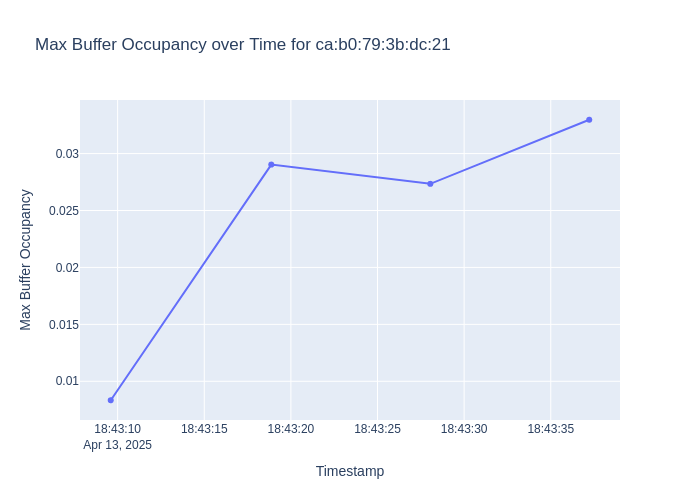 Max Buffer Occupancy over Time for ca:b0:79:3b:dc:21
Max Buffer Occupancy
0.03
0.025
0.02
0.015
0.01
18:43:10 18:43:15 18:43:20 18:43:25 18:43:30 18:43:35
Apr 13, 2025
Timestamp